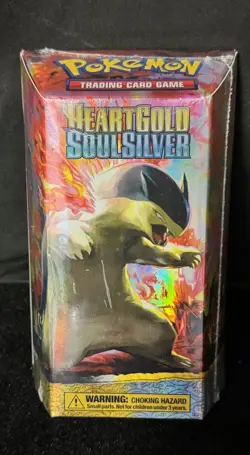 POKéMON
TRADING CARD GAME
HEARTGOLD
SOULSILVER
WARNING: CHOKING HAZARD
Small parts. Not for children under 3 years.